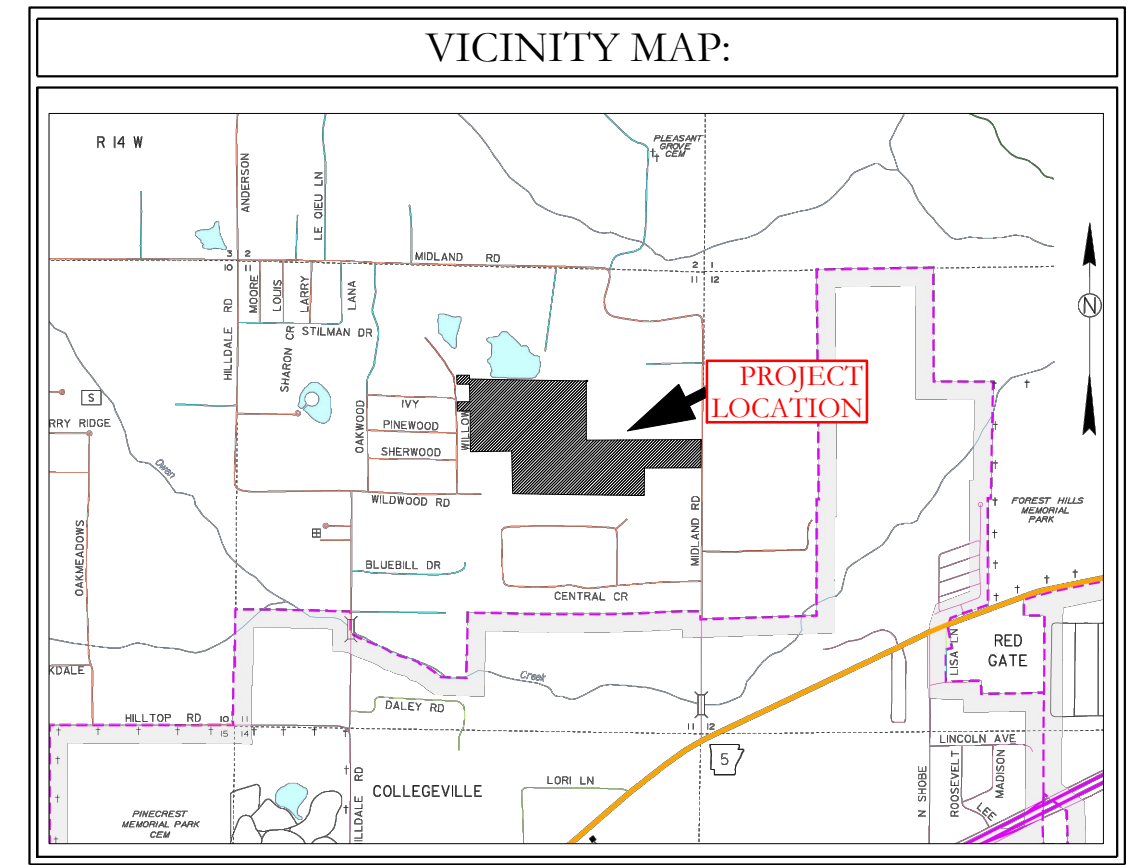 VICINITY MAP:
R 14 W
ANDERSON
LE QIEU LN
PLEASANT
GROVE
CEM
3 2
10 11
MIDLAND RD
2 1
11 12
MOORE
LOUIS
LARRY
LANA
STILMAN DR
HILLDALE RD
SHARON CR
N
S
RRY RIDGE
OAKWOOD
IVY
PINEWOOD
SHERWOOD
WILLOW
PROJECT
LOCATION
Owen
WILDWOOD RD
MIDLAND RD
FOREST HILLS
MEMORIAL
PARK
OAKMEADOWS
BLUEBILL DR
CENTRAL CR
KDALE
Creek
LISA LN
RED
GATE
DALEY RD
HILLTOP RD
10 11
15 14
11 12
5
LINCOLN AVE
COLLEGEVILLE
LORI LN
ILLDALE RD
N SHOBE
ROOSEVELT
MADISON
LEE
PINECREST
MEMORIAL PARK
CEM